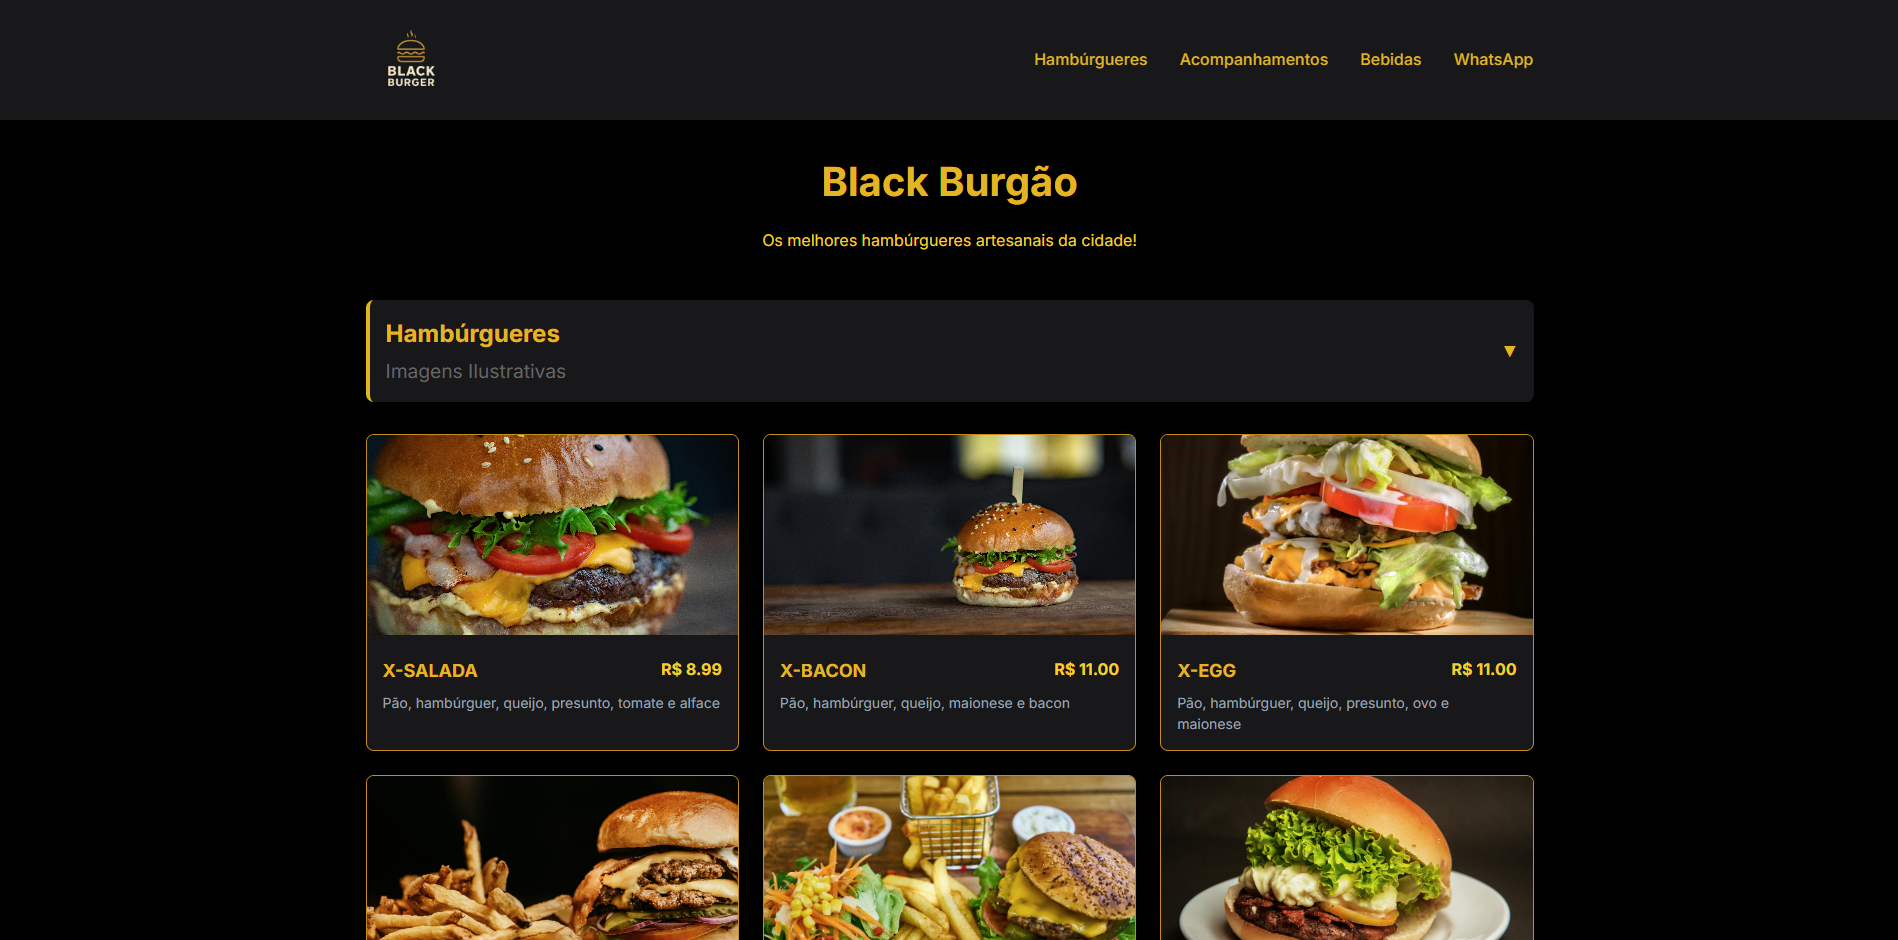 BLACK
BURGER
Hambúrgueres Acompanhamentos Bebidas WhatsApp
Black Burgão
Os melhores hambúrgueres artesanais da cidade!
Hambúrgueres
Imagens Ilustrativas
▼
X-SALADA R$ 8.99
Pão, hambúrguer, queijo, presunto, tomate e alface
X-BACON R$ 11.00
Pão, hambúrguer, queijo, maionese e bacon
X-EGG R$ 11.00
Pão, hambúrguer, queijo, presunto, ovo e
maionese